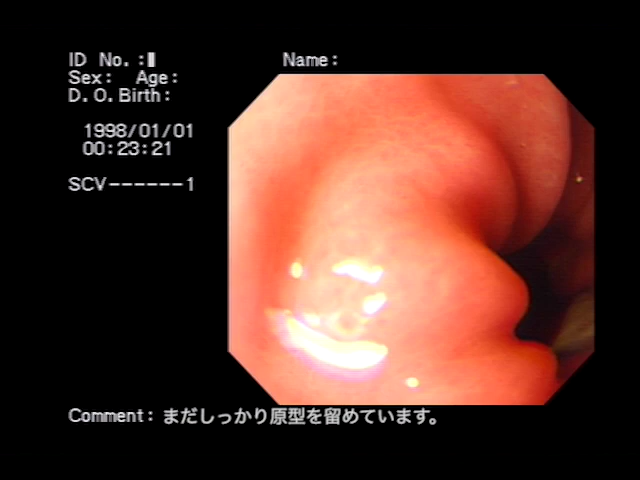 ID No. :
Name:
Sex: Age:
D. O. Birth:
1998/01/01
00:23:21
SCV------1
Comment: まだしっかり原型を留めています。